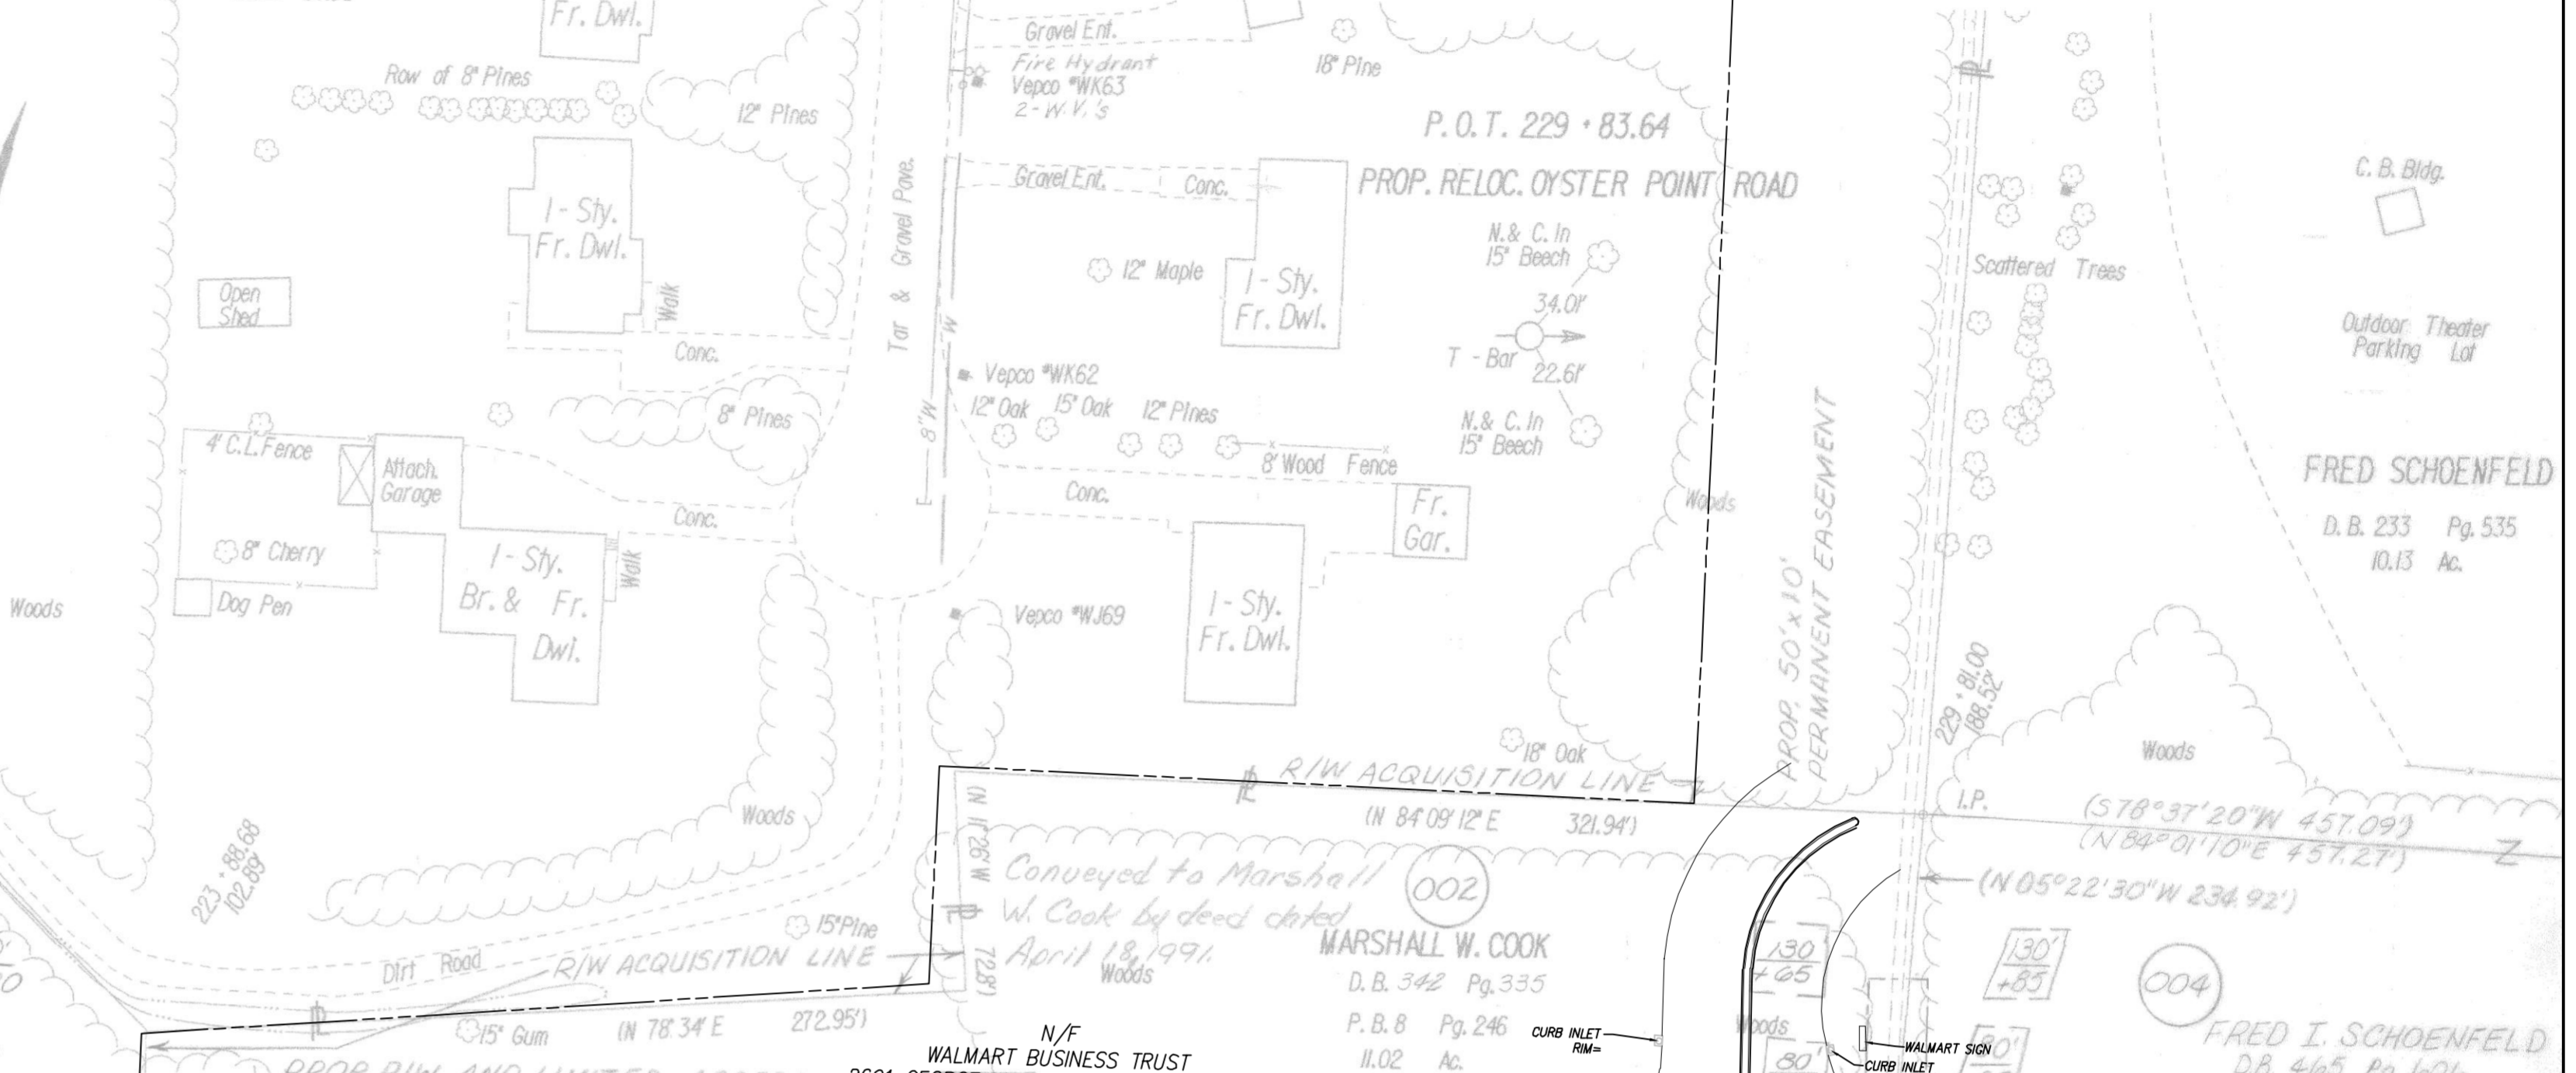 Fr. Dwl.
Gravel Ent.
Fire Hydrant
Vepco #WK63
2-W.V.'s
18" Pine
Row of 8" Pines
12" Pines
P.O.T. 229 + 83.64
PROP. RELOC. OYSTER POINT ROAD
C. B. Bldg.
Gravel Ent.
Conc.
Tar & Gravel Pave.
1 - Sty.
Fr. Dwl.
N.& C. In
15" Beech
12" Maple
1 - Sty.
Fr. Dwl.
Scattered Trees
Open
Shed
Walk
34.01'
T - Bar
22.61'
Outdoor Theater
Parking Lot
W
Conc.
Vepco #WK62
12" Oak
15" Oak
12" Pines
8" Pines
8"W
N.& C. In
15" Beech
4' C.L. Fence
Attach.
Garage
8' Wood Fence
FRED SCHOENFELD
D. B. 233 Pg. 535
10.13 Ac.
Conc.
Conc.
Fr.
Gar.
Woods
PROP. 50' x 10'
PERMANENT EASEMENT
8" Cherry
1 - Sty.
Br. & Fr.
Dwl.
Walk
Woods
Dog Pen
Vepco #WJ69
1 - Sty.
Fr. Dwl.
229 + 81.00
188.52'
18" Oak
Woods
R/W ACQUISITION LINE
(N 84°09'12" E 321.94')
I.P.
(S78°37'20"W 457.09')
(N84°01'10"E 457.27')
(N 05°22'30"W 234.92')
Woods
223 + 88.68
102.89'
(N 11°26' W 72.8')
Conveyed to Marshall
W. Cook by deed dated
April 18, 1991.
Woods
002
15" Pine
Dirt Road
R/W ACQUISITION LINE
MARSHALL W. COOK
D. B. 342 Pg. 335
P. B. 8 Pg. 246
11.02 Ac.
130'
+65
130'
+85
004
15" Gum
(N 78°34' E 272.95')
N/F
WALMART BUSINESS TRUST
CURB INLET
RIM=
Woods
80'
WALMART SIGN
CURB INLET
80'
FRED I. SCHOENFELD